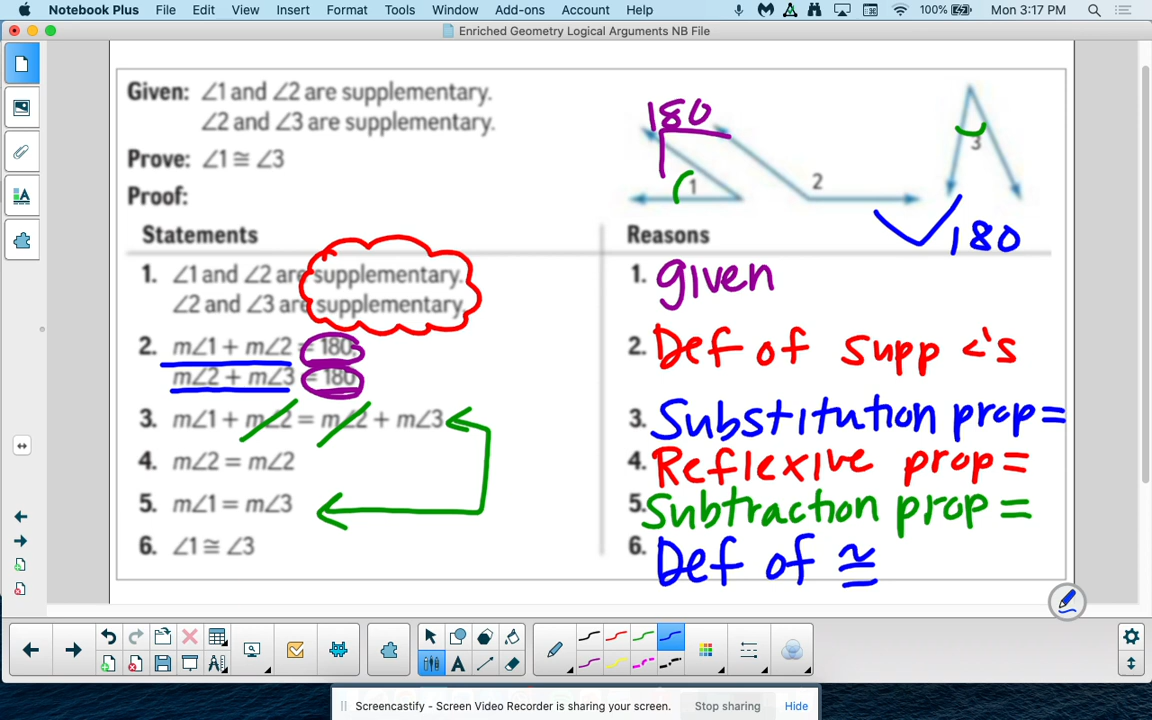 Notebook Plus File Edit View Insert Format Tools Window Add-ons Account Help 100% Mon 3:17 PM
Enriched Geometry Logical Arguments NB File
Given: ∠1 and ∠2 are supplementary.
∠2 and ∠3 are supplementary.
Prove: ∠1 ≅ ∠3
Proof:
180
1
2
3
180
Statements
Reasons
1. ∠1 and ∠2 are supplementary.
∠2 and ∠3 are supplementary.
1. given
2. m∠1 + m∠2 = 180.
m∠2 + m∠3 = 180
2. Def of supp <'s
3. m∠1 + m∠2 = m∠2 + m∠3
3. Substitution prop=
4. m∠2 = m∠2
4. Reflexive prop=
5. m∠1 = m∠3
5. Subtraction prop=
6. ∠1 ≅ ∠3
6. Def of ≅
Screencastify - Screen Video Recorder is sharing your screen. Stop sharing Hide